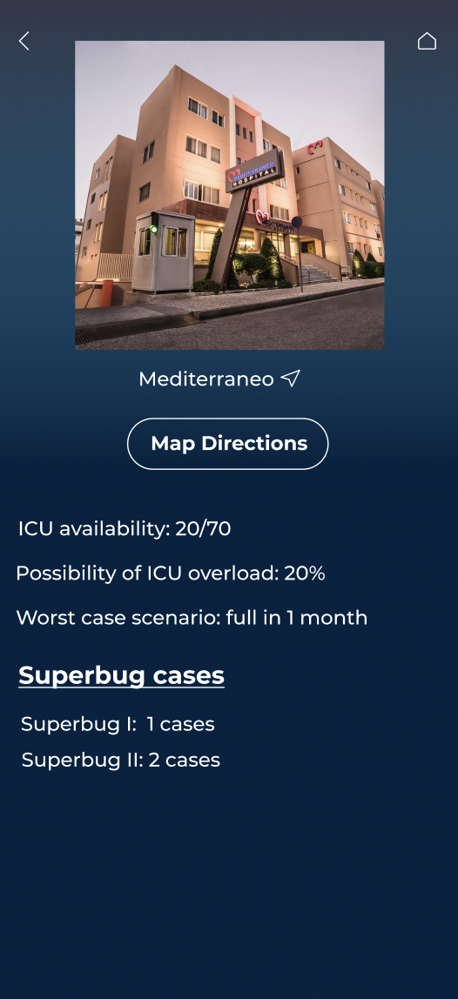 MEDITERRANEO
HOSPITAL
Mediterraneo
Map Directions
ICU availability: 20/70
Possibility of ICU overload: 20%
Worst case scenario: full in 1 month
Superbug cases
Superbug I: 1 cases
Superbug II: 2 cases